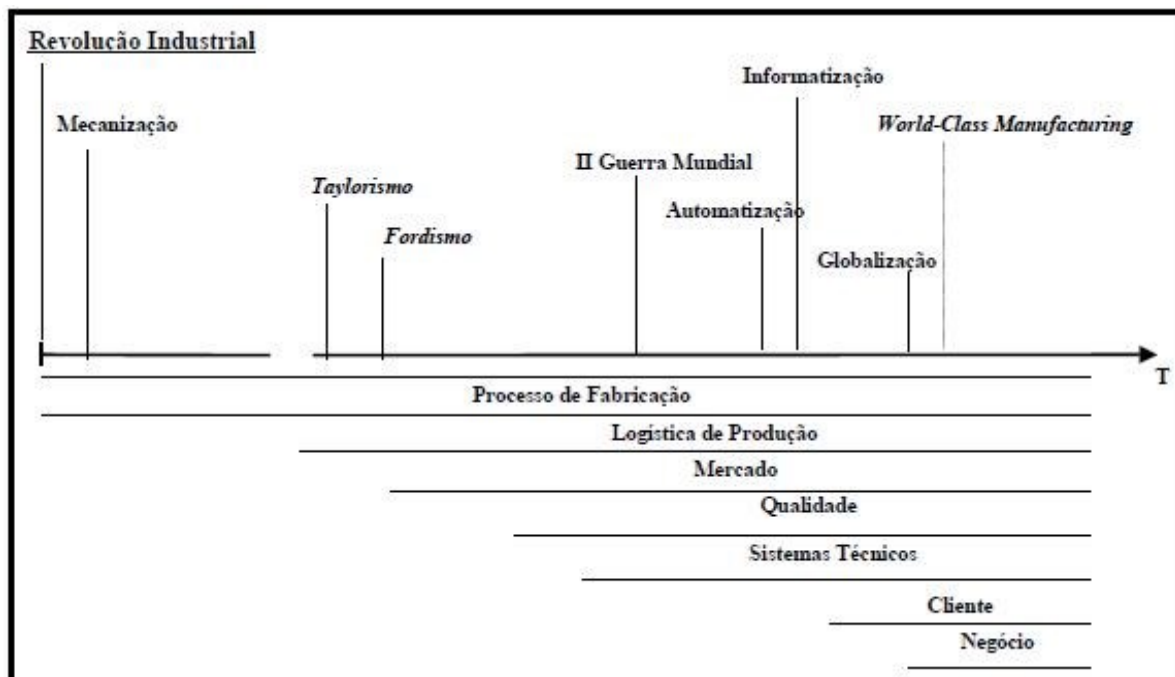 Revolução Industrial
Informatização
Mecanização
World-Class Manufacturing
II Guerra Mundial
Taylorismo
Automatização
Fordismo
Globalização
T
Processo de Fabricação
Logística de Produção
Mercado
Qualidade
Sistemas Técnicos
Cliente
Negócio